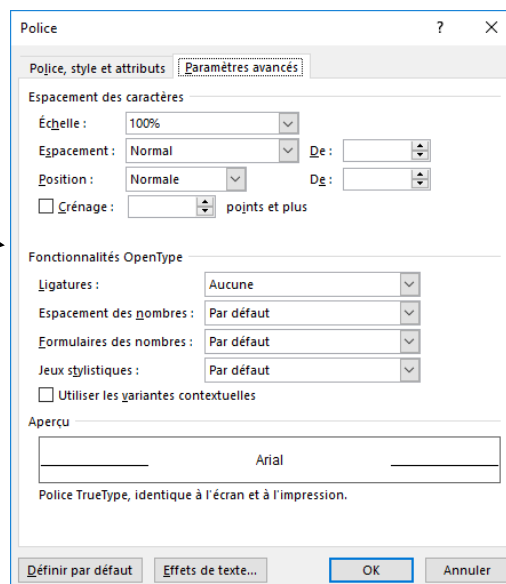 Police ?
Police, style et attributs Paramètres avancés
Espacement des caractères
Échelle : 100%
Espacement : Normal De :
Position : Normale De :
Crénage : points et plus
Fonctionnalités OpenType
Ligatures : Aucune
Espacement des nombres : Par défaut
Formulaires des nombres : Par défaut
Jeux stylistiques : Par défaut
Utiliser les variantes contextuelles
Aperçu
Arial
Police TrueType, identique à l'écran et à l'impression.
Définir par défaut Effets de texte... OK Annuler